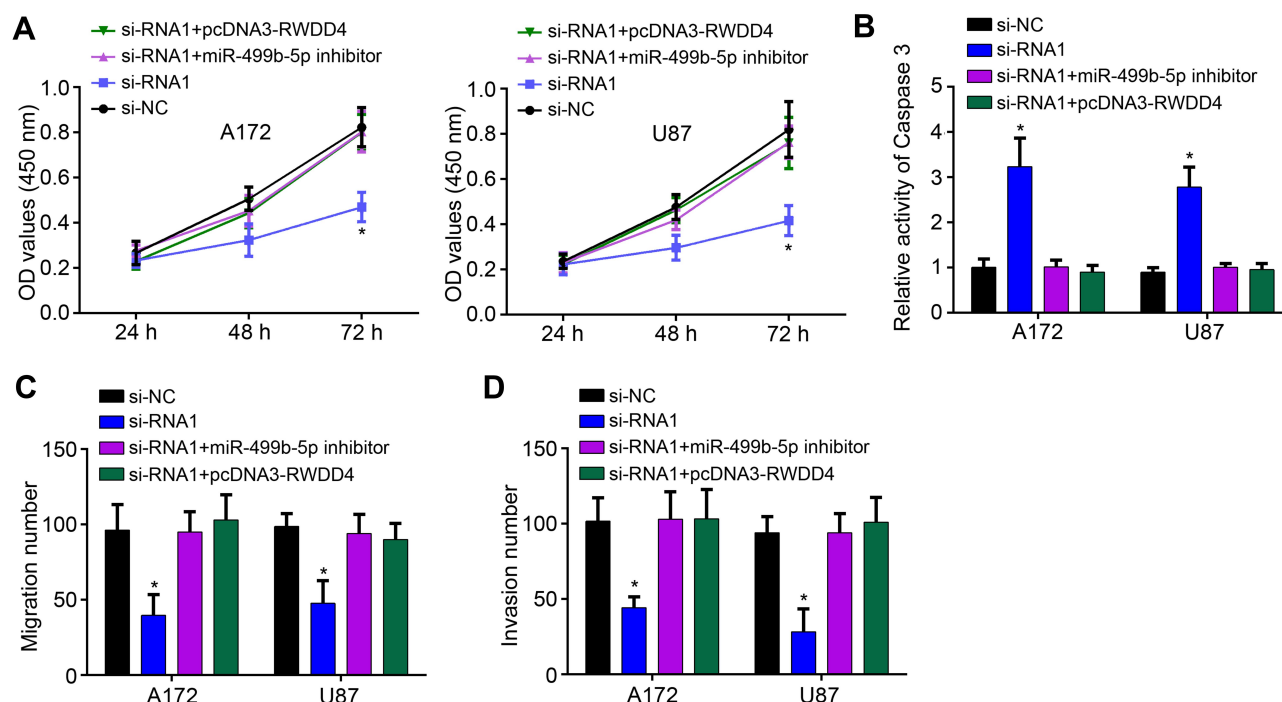 A
si-RNA1+pcDNA3-RWDD4
si-RNA1+miR-499b-5p inhibitor
si-RNA1
si-NC
A172
OD values (450 nm)
1.0
0.8
0.6
0.4
0.2
0.0
24 h 48 h 72 h
*
si-RNA1+pcDNA3-RWDD4
si-RNA1+miR-499b-5p inhibitor
si-RNA1
si-NC
U87
OD values (450 nm)
1.0
0.8
0.6
0.4
0.2
0.0
24 h 48 h 72 h
*
B
si-NC
si-RNA1
si-RNA1+miR-499b-5p inhibitor
si-RNA1+pcDNA3-RWDD4
Relative activity of Caspase 3
5
4
3
2
1
0
* *
A172 U87
C
si-NC
si-RNA1
si-RNA1+miR-499b-5p inhibitor
si-RNA1+pcDNA3-RWDD4
Migration number
150
100
50
0
* *
A172 U87
D
si-NC
si-RNA1
si-RNA1+miR-499b-5p inhibitor
si-RNA1+pcDNA3-RWDD4
Invasion number
150
100
50
0
* *
A172 U87